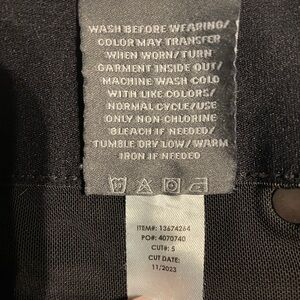 WASH BEFORE WEARING/
COLOR MAY TRANSFER
WHEN WORN/TURN
GARMENT INSIDE OUT/
MACHINE WASH COLD
WITH LIKE COLORS/
NORMAL CYCLE/USE
ONLY NON-CHLORINE
BLEACH IF NEEDED/
TUMBLE DRY LOW/WARM
IRON IF NEEDED
ITEM#: 13674264
PO#: 4070740
CUT#: 5
CUT DATE:
11/2023